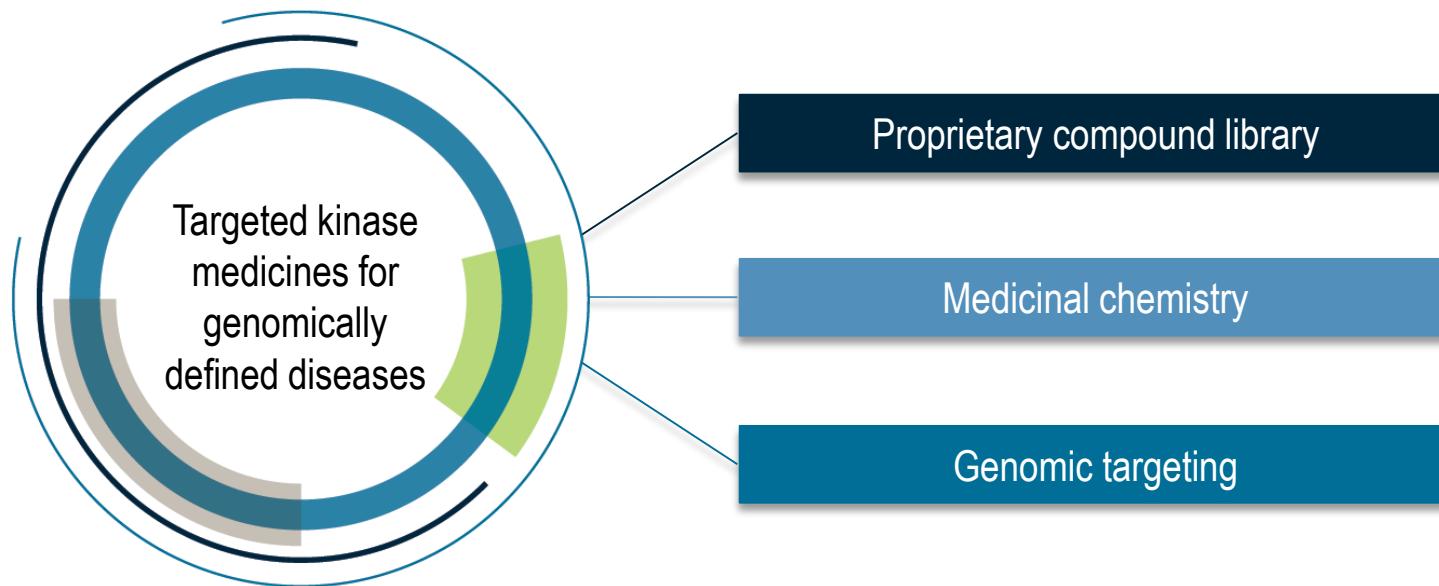 Targeted kinase
medicines for
genomically
defined diseases
Proprietary compound library
Medicinal chemistry
Genomic targeting